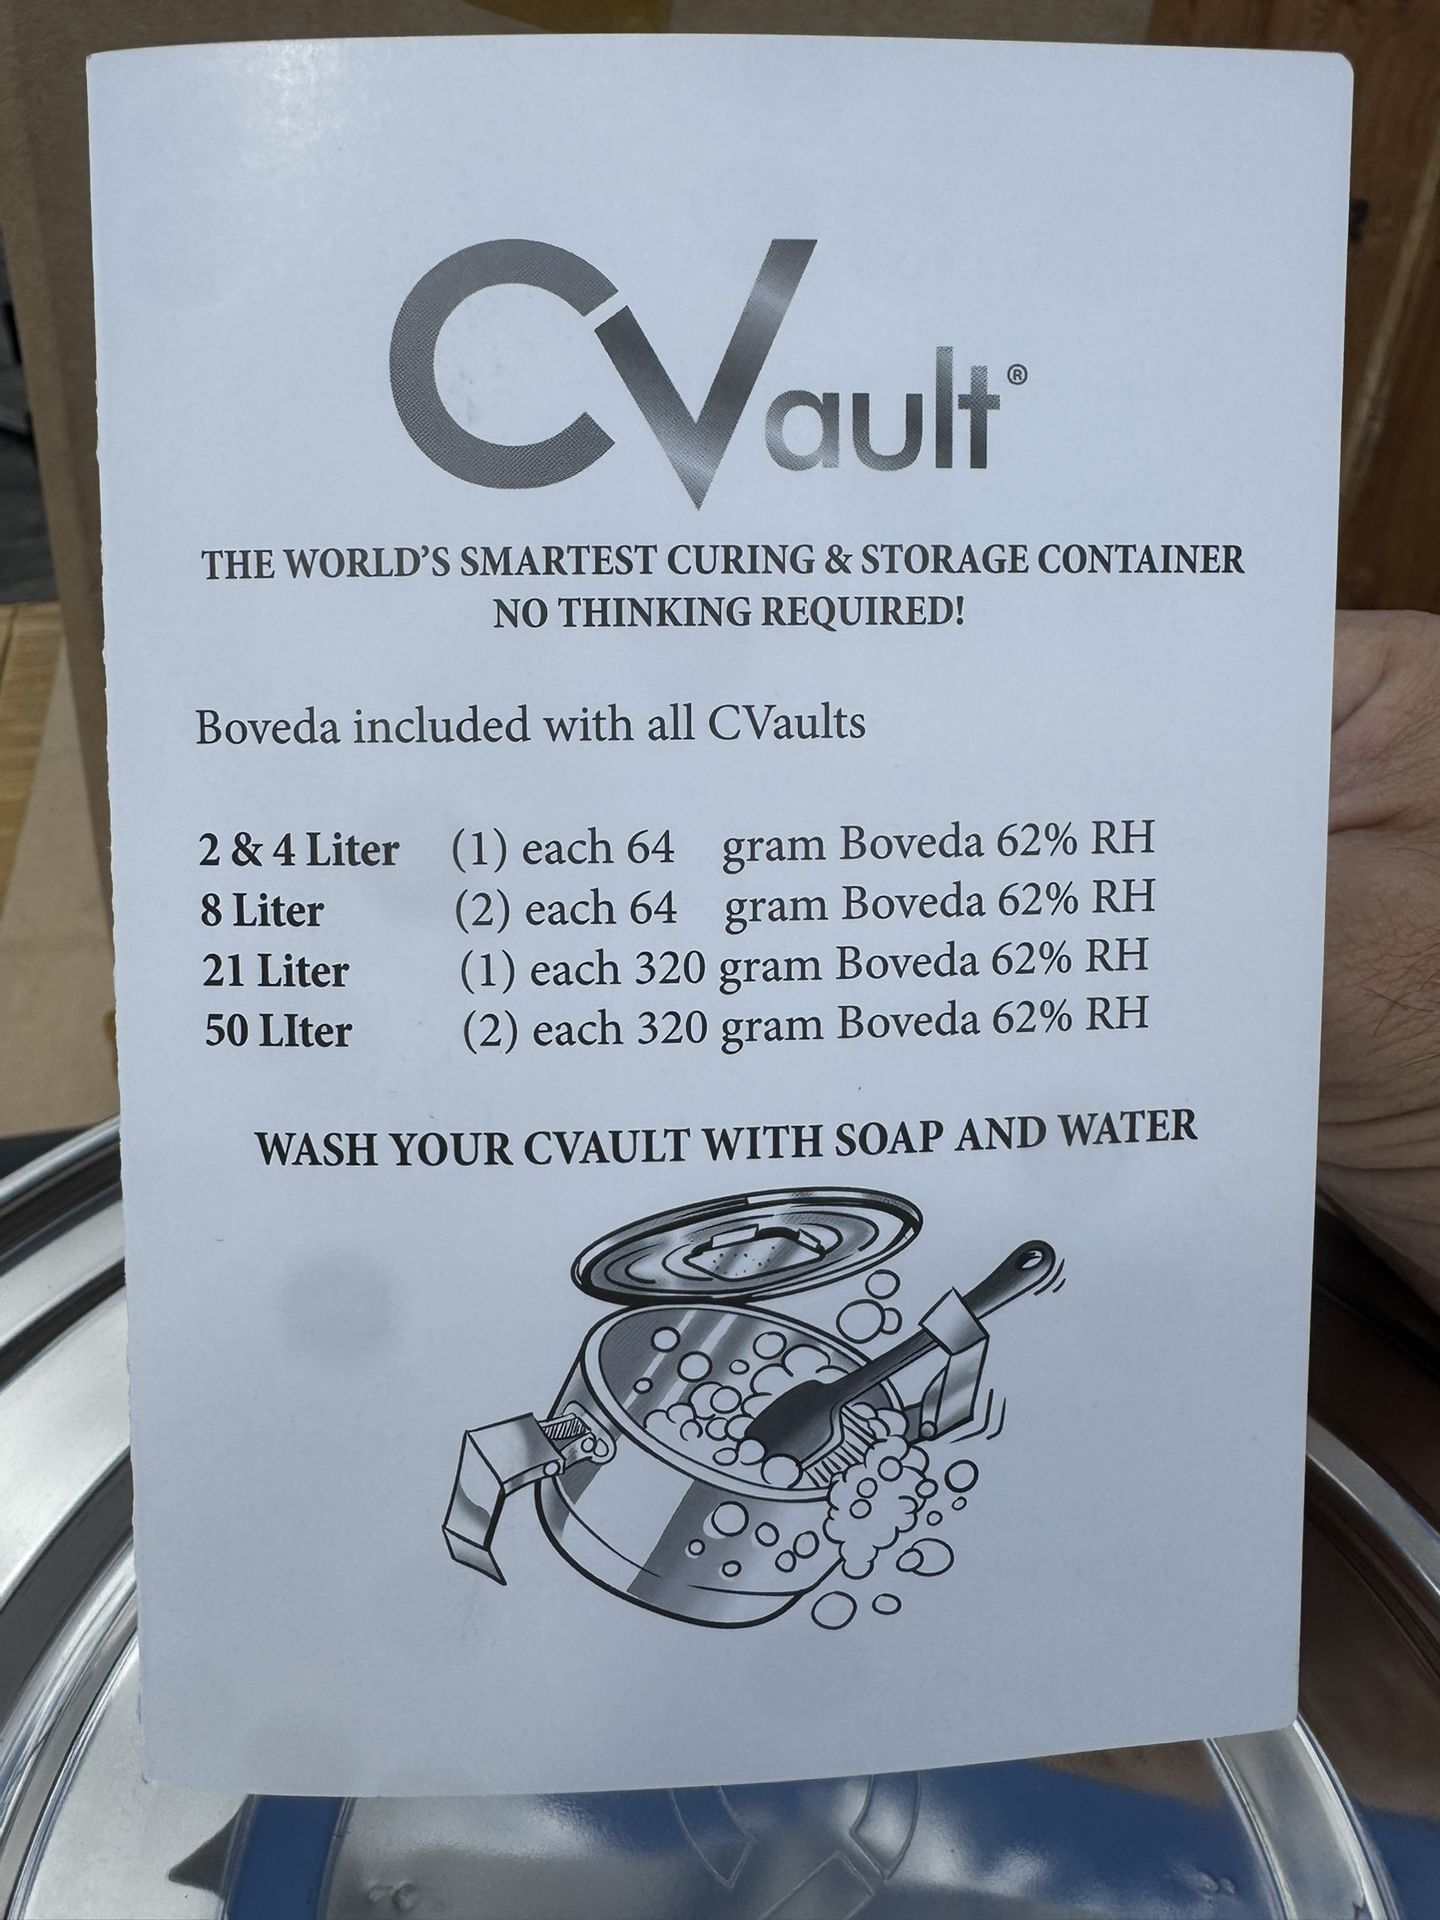 CVault®
THE WORLD'S SMARTEST CURING & STORAGE CONTAINER
NO THINKING REQUIRED!
Boveda included with all CVaults
2 & 4 Liter (1) each 64 gram Boveda 62% RH
8 Liter (2) each 64 gram Boveda 62% RH
21 Liter (1) each 320 gram Boveda 62% RH
50 LIter (2) each 320 gram Boveda 62% RH
WASH YOUR CVAULT WITH SOAP AND WATER